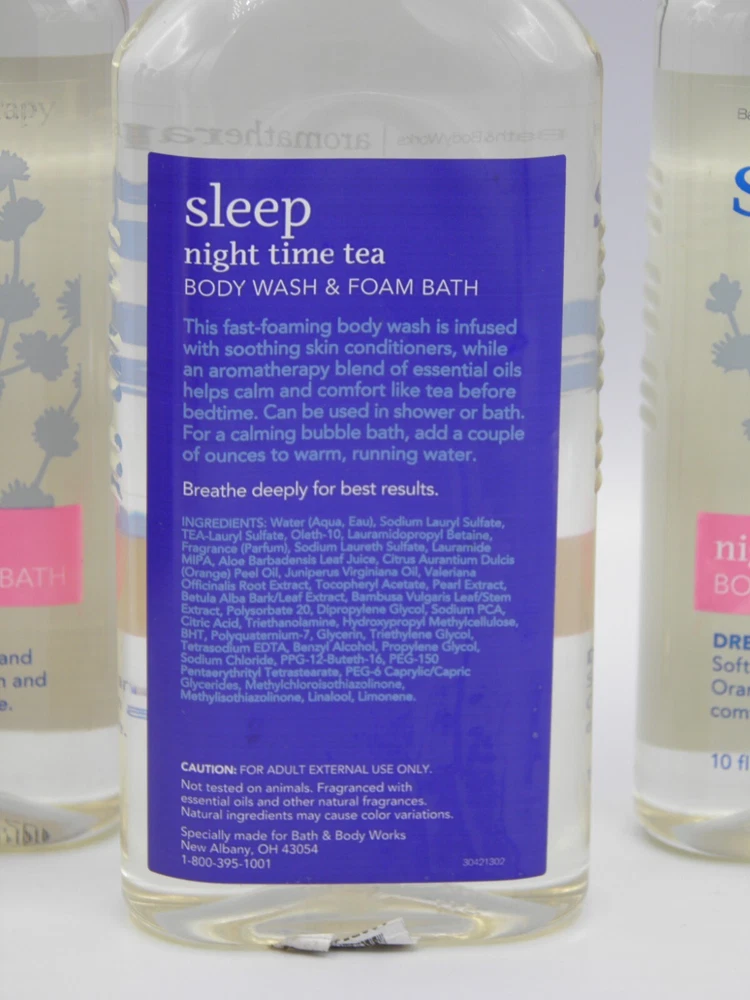 sleep
night time tea
BODY WASH & FOAM BATH
This fast-foaming body wash is infused
with soothing skin conditioners, while
an aromatherapy blend of essential oils
helps calm and comfort like tea before
bedtime. Can be used in shower or bath.
For a calming bubble bath, add a couple
of ounces to warm, running water.
Breathe deeply for best results.
INGREDIENTS: Water (Aqua, Eau), Sodium Lauryl Sulfate,
TEA-Lauryl Sulfate, Oleth-10, Lauramidopropyl Betaine,
Fragrance (Parfum), Sodium Laureth Sulfate, Lauramide
MIPA, Aloe Barbadensis Leaf Juice, Citrus Aurantium Dulcis
(Orange) Peel Oil, Juniperus Virginiana Oil, Valeriana
Officinalis Root Extract, Tocopheryl Acetate, Pearl Extract,
Betula Alba Bark/Leaf Extract, Bambusa Vulgaris Leaf/Stem
Extract, Polysorbate 20, Dipropylene Glycol, Sodium PCA,
Citric Acid, Triethanolamine, Hydroxypropyl Methylcellulose,
BHT, Polyquaternium-7, Glycerin, Triethylene Glycol,
Tetrasodium EDTA, Benzyl Alcohol, Propylene Glycol,
Sodium Chloride, PPG-12-Buteth-16, PEG-150
Pentaerythrityl Tetrastearate, PEG-6 Caprylic/Capric
Glycerides, Methylchloroisothiazolinone,
Methylisothiazolinone, Linalool, Limonene.
CAUTION: FOR ADULT EXTERNAL USE ONLY.
Not tested on animals. Fragranced with
essential oils and other natural fragrances.
Natural ingredients may cause color variations.
Specially made for Bath & Body Works
New Albany, OH 43054
1-800-395-1001
30421302
aromathera
Bath & Body Works
apy
BATH
and
n and
e.
Ba
s
ni
BO
DRE
Soft
Oran
com
10 fl